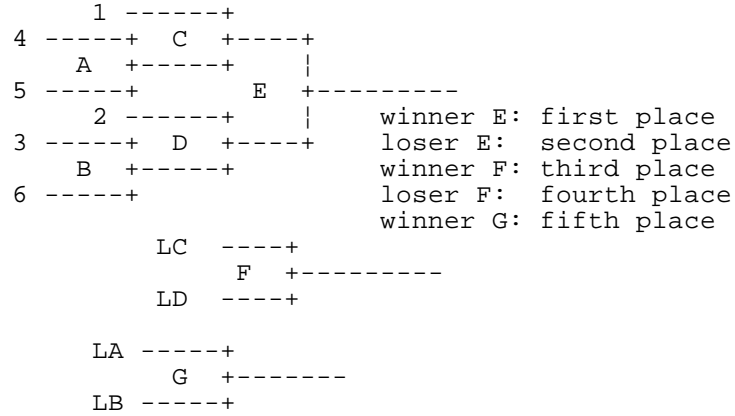 1 ------+
4 -----+  C  +----+
    A  +-----+    ¦
5 -----+       E  +---------
     2 ------+    ¦    winner E: first place
3 -----+  D  +----+    loser E:  second place
    B  +-----+         winner F: third place
6 -----+               loser F:  fourth place
                       winner G: fifth place
         LC  ----+
              F  +---------
         LD  ----+

     LA -----+
          G  +-------
     LB -----+